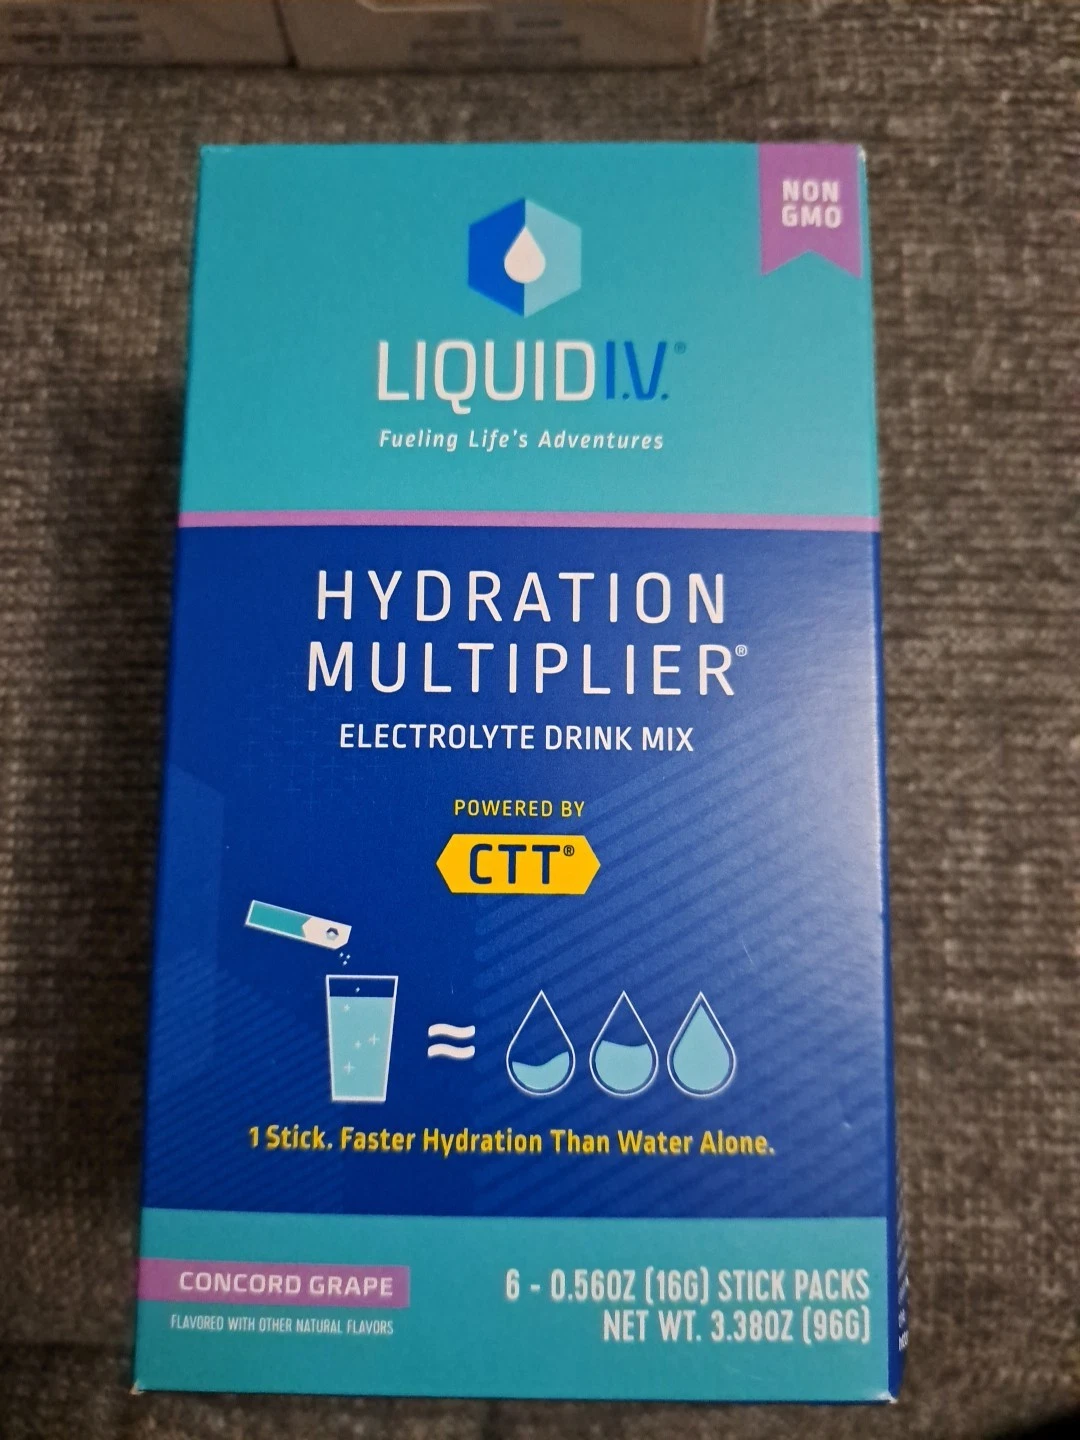 NON
GMO
LIQUID I.V.®
Fueling Life's Adventures
HYDRATION
MULTIPLIER®
ELECTROLYTE DRINK MIX
POWERED BY
CTT®
≈
1 Stick. Faster Hydration Than Water Alone.
CONCORD GRAPE
FLAVORED WITH OTHER NATURAL FLAVORS
6 - 0.56OZ (16G) STICK PACKS
NET WT. 3.38OZ (96G)